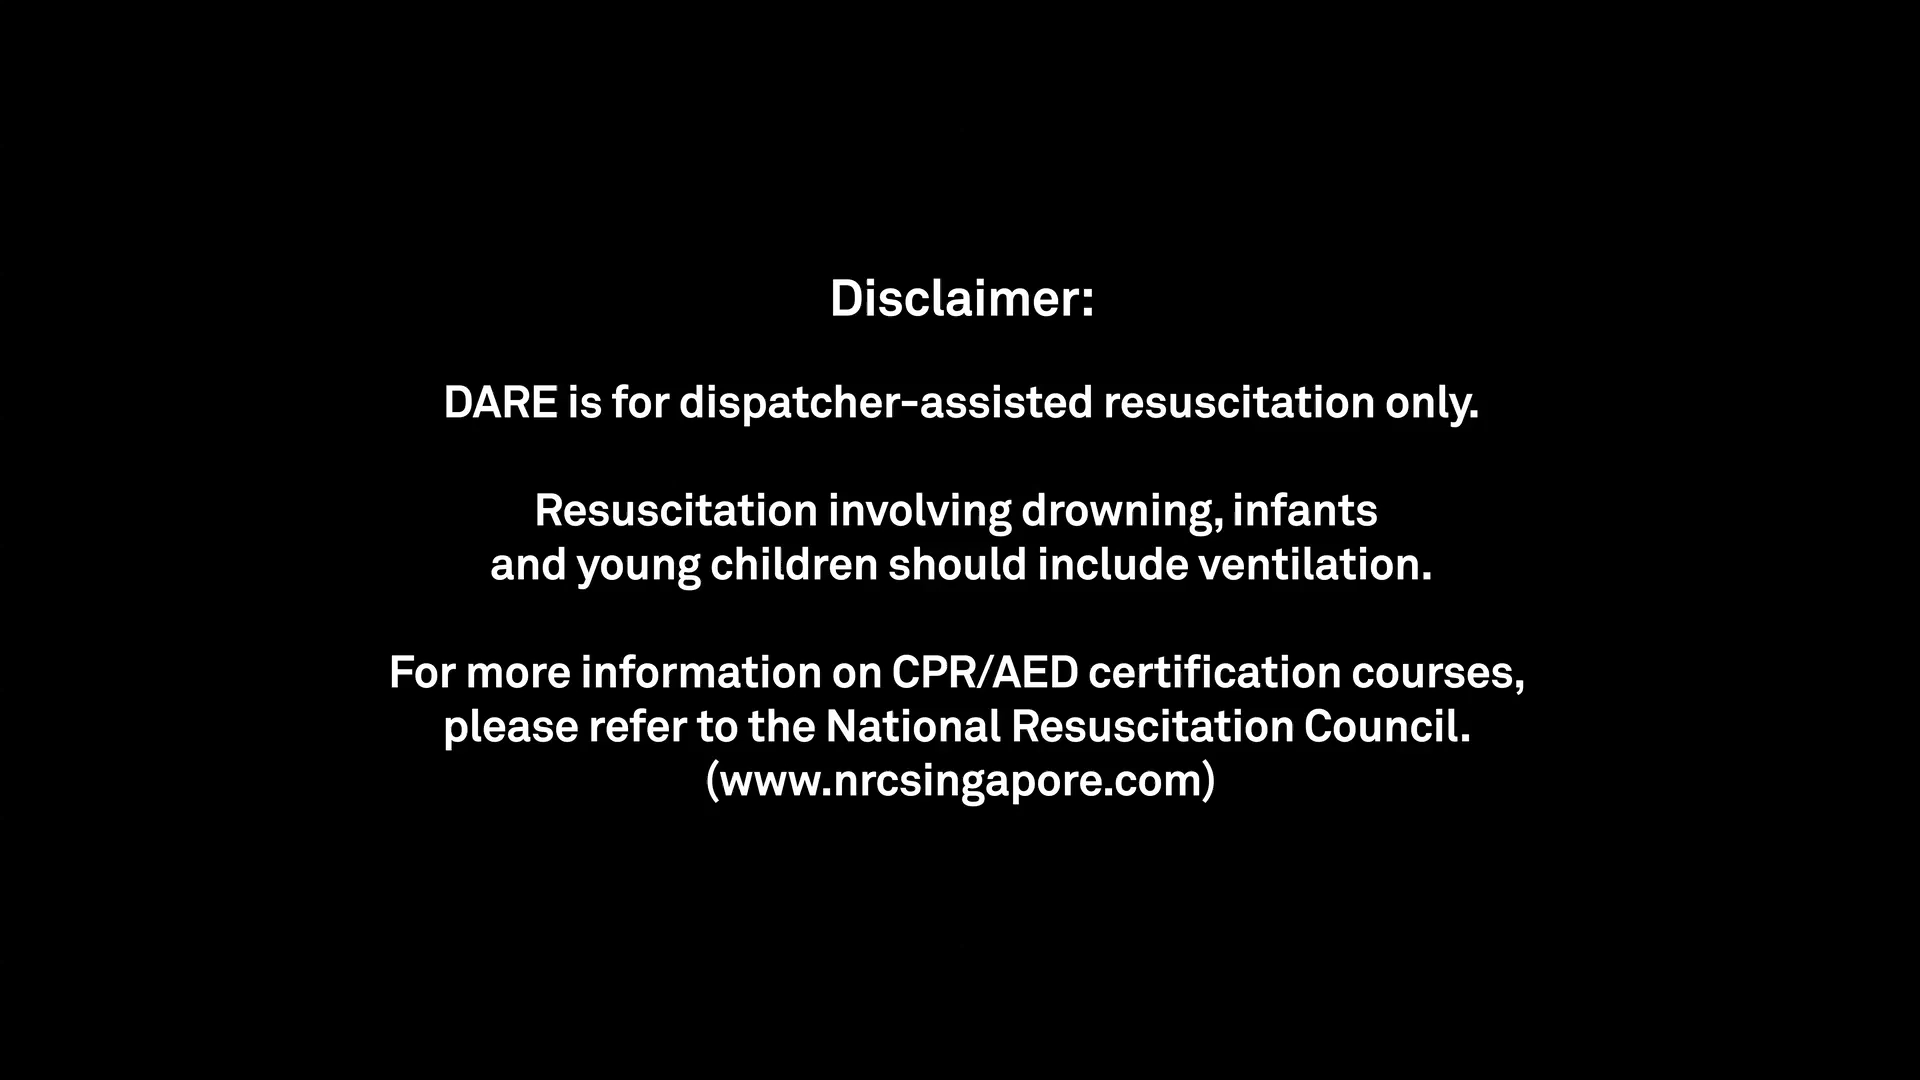 Disclaimer:
DARE is for dispatcher-assisted resuscitation only.
Resuscitation involving drowning, infants
and young children should include ventilation.
For more information on CPR/AED certification courses,
please refer to the National Resuscitation Council.
(www.nrcsingapore.com)